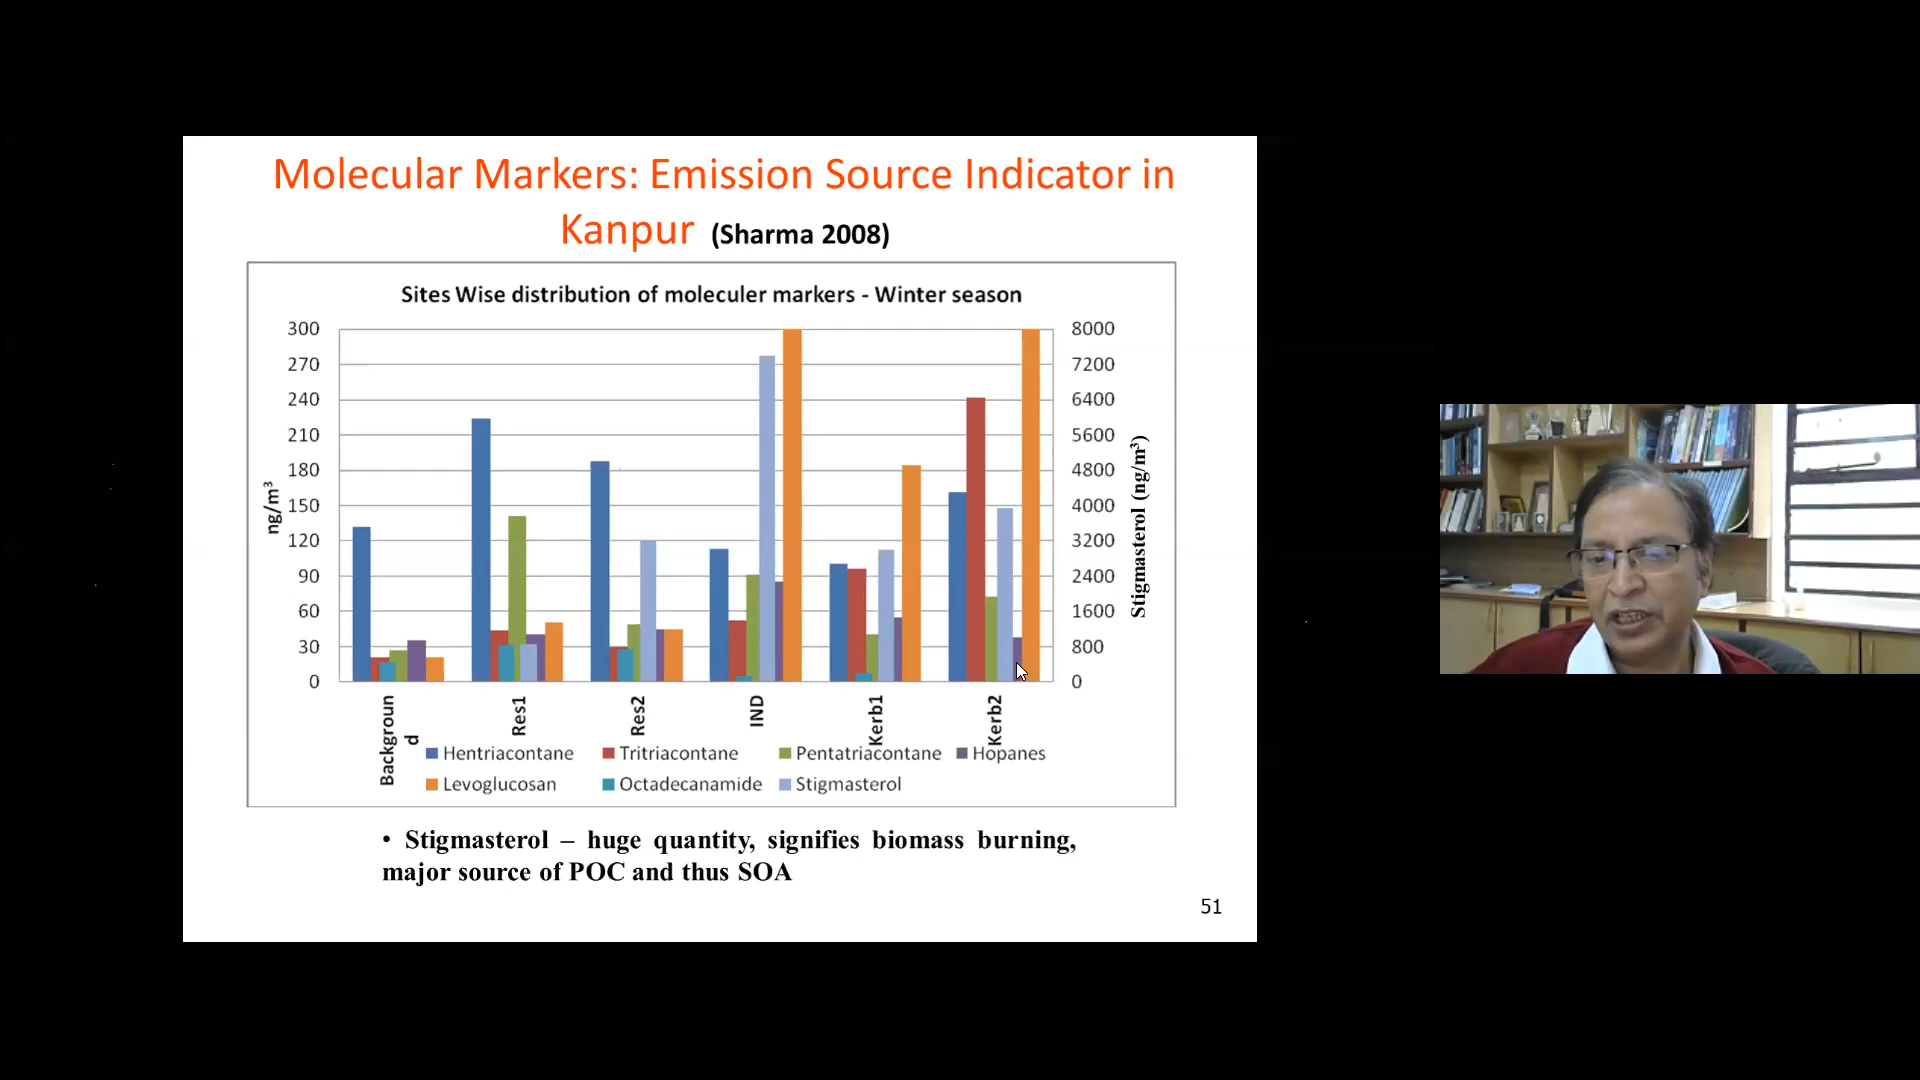 Molecular Markers: Emission Source Indicator in
Kanpur (Sharma 2008)
Sites Wise distribution of moleculer markers - Winter season
300
270
240
210
180
150
120
90
60
30
0
ng/m³
8000
7200
6400
5600
4800
4000
3200
2400
1600
800
0
Stigmasterol (ng/m³)
Backgroun
d
Res1
Res2
IND
Kerb1
Kerb2
Hentriacontane
Tritriacontane
Pentatriacontane
Hopanes
Levoglucosan
Octadecanamide
Stigmasterol
• Stigmasterol – huge quantity, signifies biomass burning,
major source of POC and thus SOA
51